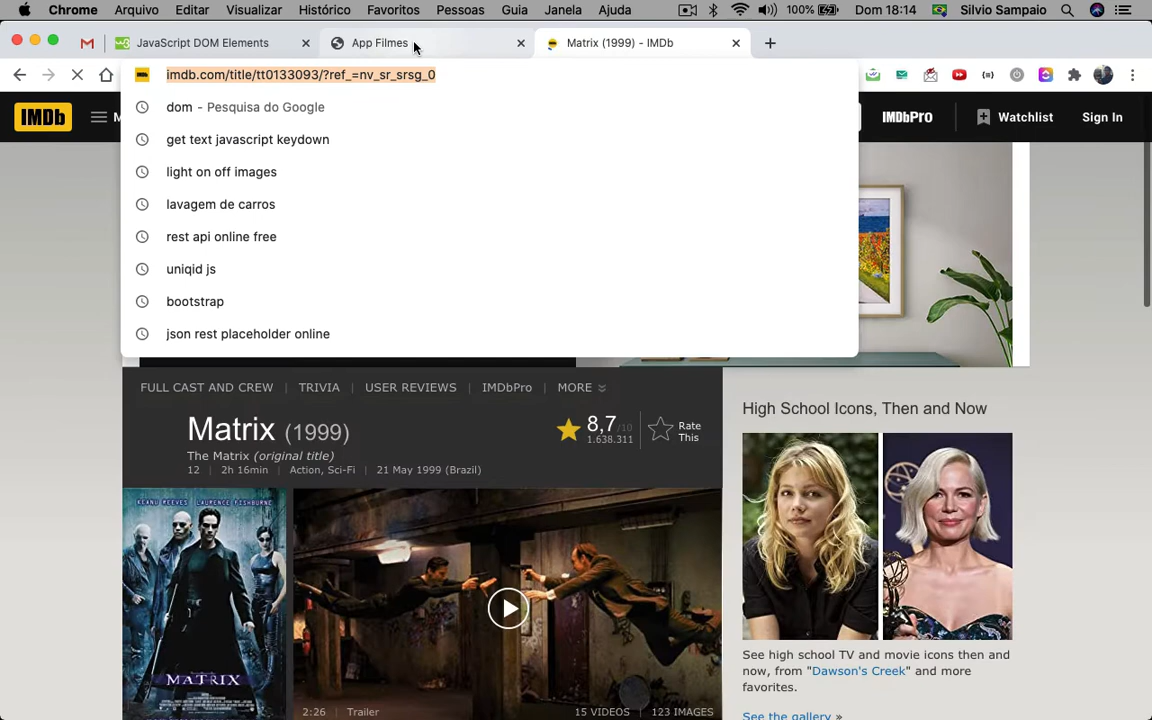 Chrome Arquivo Editar Visualizar Histórico Favoritos Pessoas Guia Janela Ajuda 100% Dom 18:14 Silvio Sampaio
JavaScript DOM Elements
App Filmes
Matrix (1999) - IMDb
imdb.com/title/tt0133093/?ref_=nv_sr_srsg_0
dom - Pesquisa do Google
get text javascript keydown
light on off images
lavagem de carros
rest api online free
uniqid js
bootstrap
json rest placeholder online
IMDb M IMDbPro Watchlist Sign In
FULL CAST AND CREW | TRIVIA | USER REVIEWS | IMDbPro | MORE
Matrix (1999)
The Matrix (original title)
12 | 2h 16min | Action, Sci-Fi | 21 May 1999 (Brazil)
8,7/10
1.638.311
Rate
This
KEANU REEVES LAURENCE FISHBURNE
MATRIX
2:26 | Trailer
15 VIDEOS | 123 IMAGES
High School Icons, Then and Now
See high school TV and movie icons then and
now, from "Dawson's Creek" and more
favorites.
See the gallery »